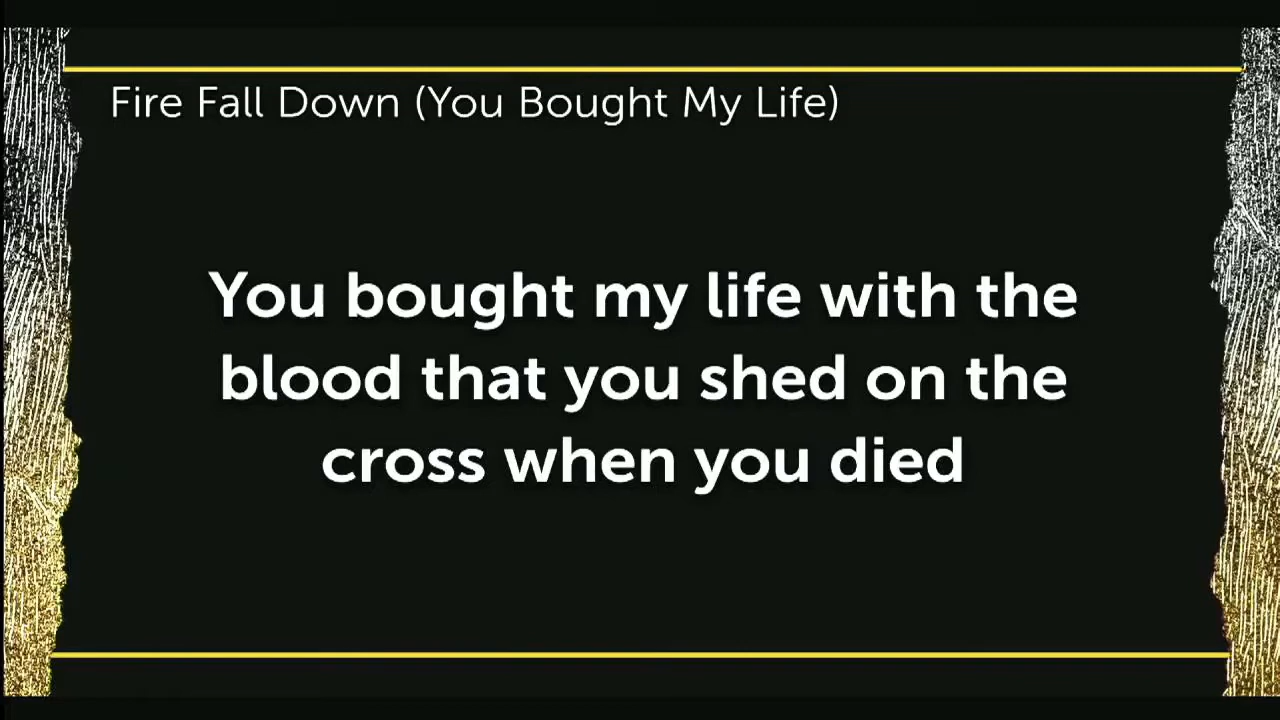 Fire Fall Down (You Bought My Life)
You bought my life with the
blood that you shed on the
cross when you died